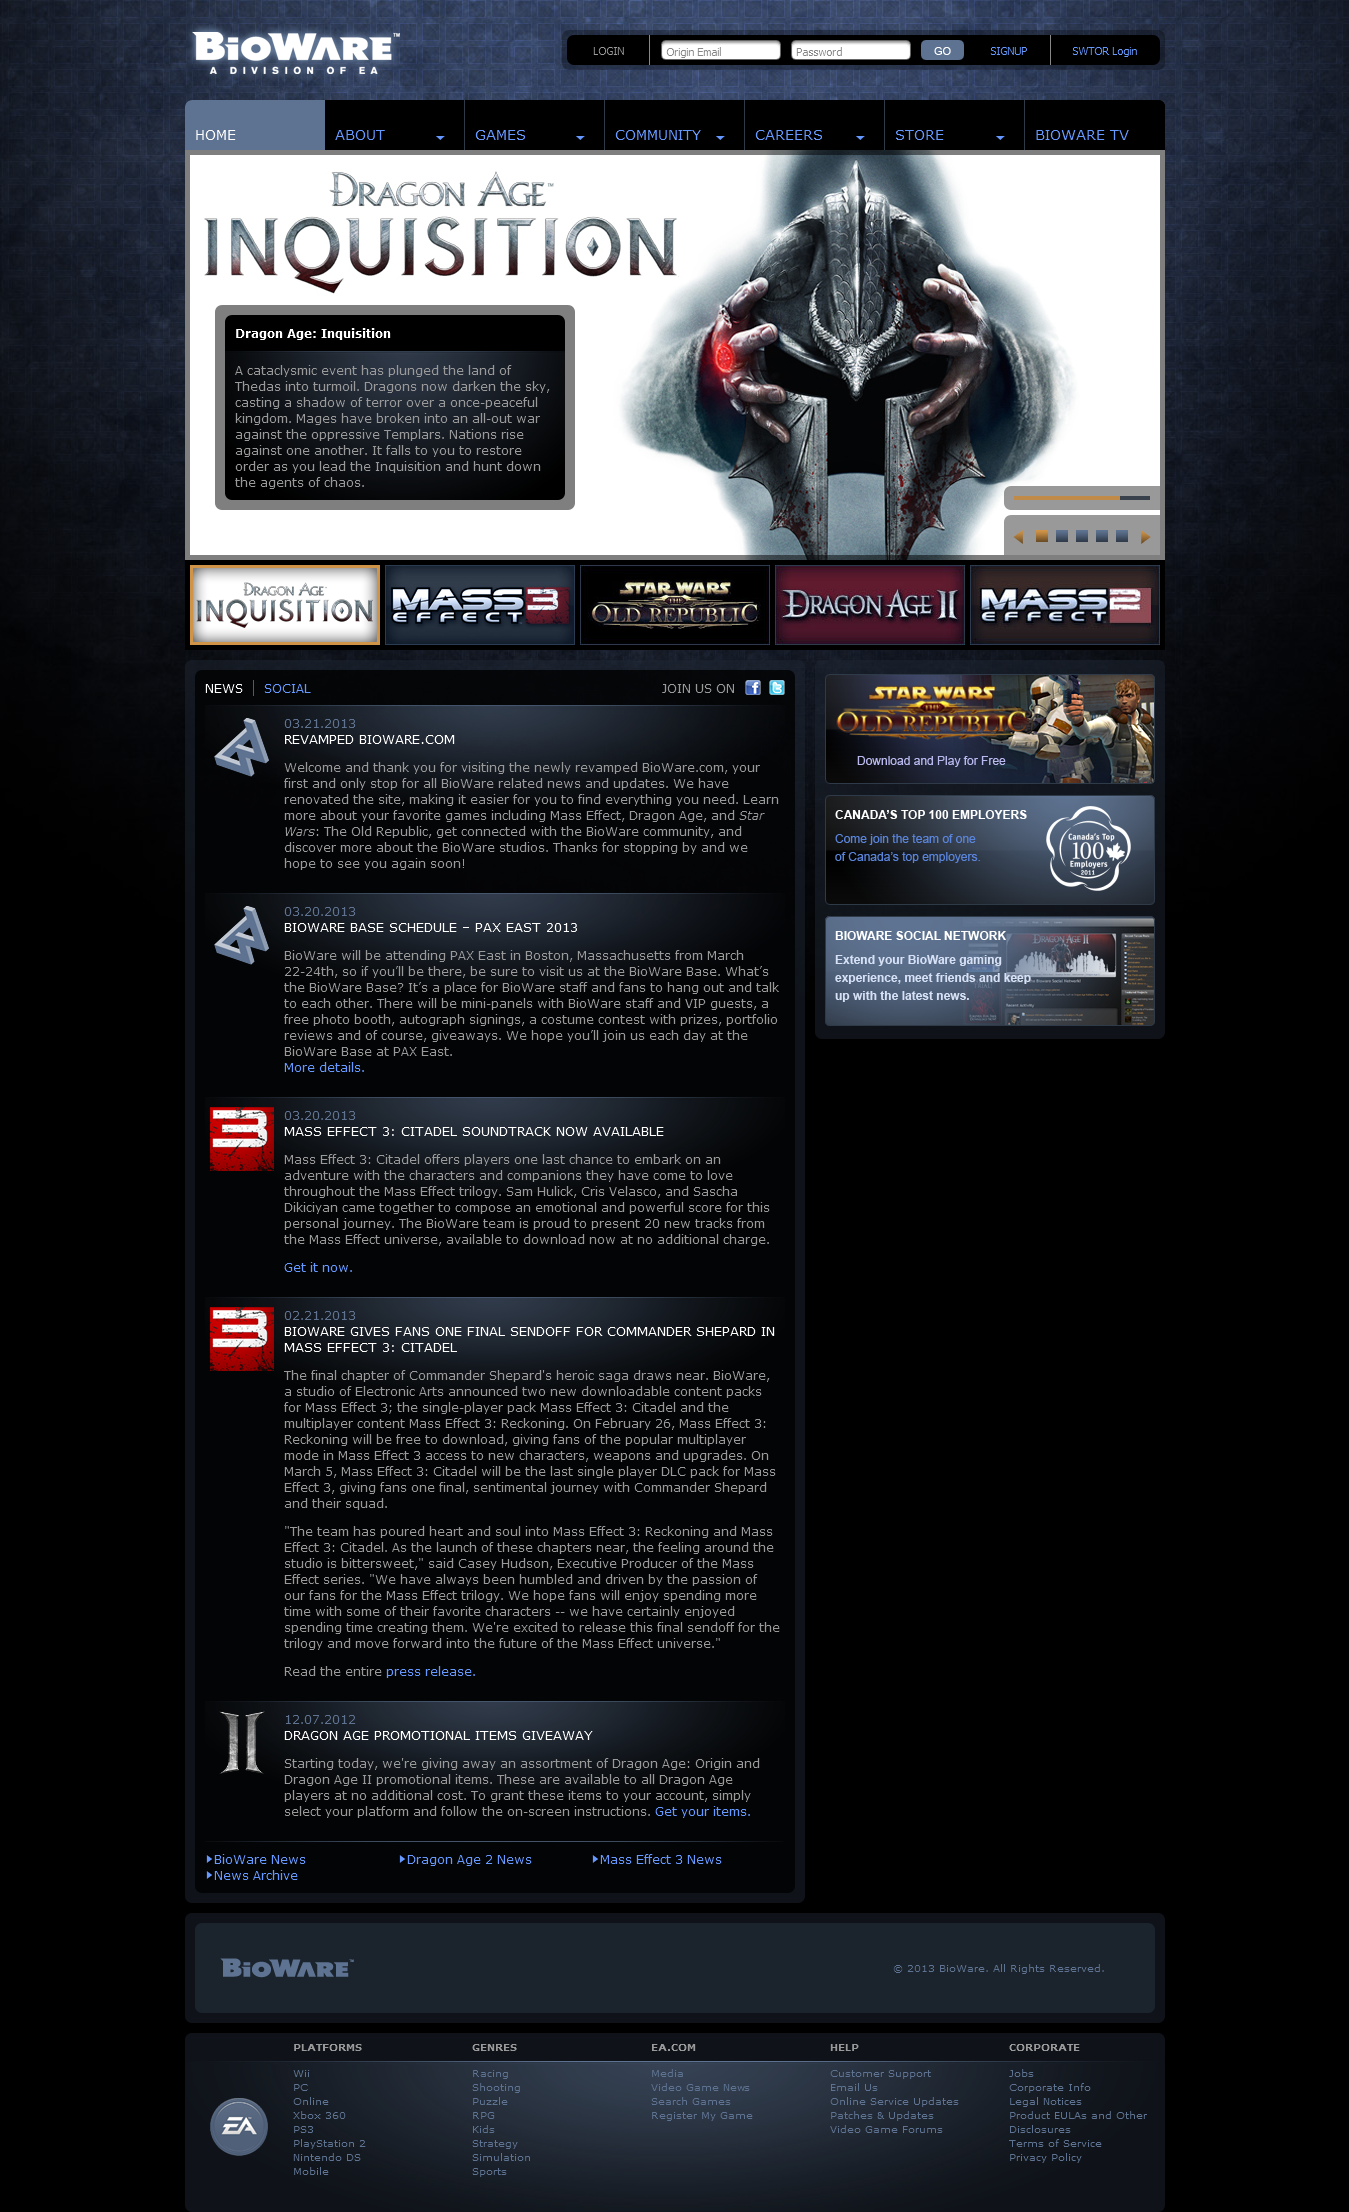 BIOWARE™
A DIVISION OF EA
LOGIN
Origin Email
Password
GO
SIGNUP
SWTOR Login
HOME
ABOUT
GAMES
COMMUNITY
CAREERS
STORE
BIOWARE TV
DRAGON AGE™
INQUISITION
Dragon Age: Inquisition
A cataclysmic event has plunged the land of
Thedas into turmoil. Dragons now darken the sky,
casting a shadow of terror over a once-peaceful
kingdom. Mages have broken into an all-out war
against the oppressive Templars. Nations rise
against one another. It falls to you to restore
order as you lead the Inquisition and hunt down
the agents of chaos.
DRAGON AGE
INQUISITION
MASS EFFECT 3
STAR WARS
THE
OLD REPUBLIC
DRAGON AGE II
MASS EFFECT 2
NEWS
SOCIAL
JOIN US ON
03.21.2013
REVAMPED BIOWARE.COM
Welcome and thank you for visiting the newly revamped BioWare.com, your
first and only stop for all BioWare related news and updates. We have
renovated the site, making it easier for you to find everything you need. Learn
more about your favorite games including Mass Effect, Dragon Age, and Star
Wars: The Old Republic, get connected with the BioWare community, and
discover more about the BioWare studios. Thanks for stopping by and we
hope to see you again soon!
03.20.2013
BIOWARE BASE SCHEDULE – PAX EAST 2013
BioWare will be attending PAX East in Boston, Massachusetts from March
22-24th, so if you’ll be there, be sure to visit us at the BioWare Base. What’s
the BioWare Base? It’s a place for BioWare staff and fans to hang out and talk
to each other. There will be mini-panels with BioWare staff and VIP guests, a
free photo booth, autograph signings, a costume contest with prizes, portfolio
reviews and of course, giveaways. We hope you’ll join us each day at the
BioWare Base at PAX East.
More details.
3
03.20.2013
MASS EFFECT 3: CITADEL SOUNDTRACK NOW AVAILABLE
Mass Effect 3: Citadel offers players one last chance to embark on an
adventure with the characters and companions they have come to love
throughout the Mass Effect trilogy. Sam Hulick, Cris Velasco, and Sascha
Dikiciyan came together to compose an emotional and powerful score for this
personal journey. The BioWare team is proud to present 20 new tracks from
the Mass Effect universe, available to download now at no additional charge.
Get it now.
3
02.21.2013
BIOWARE GIVES FANS ONE FINAL SENDOFF FOR COMMANDER SHEPARD IN
MASS EFFECT 3: CITADEL
The final chapter of Commander Shepard's heroic saga draws near. BioWare,
a studio of Electronic Arts announced two new downloadable content packs
for Mass Effect 3; the single-player pack Mass Effect 3: Citadel and the
multiplayer content Mass Effect 3: Reckoning. On February 26, Mass Effect 3:
Reckoning will be free to download, giving fans of the popular multiplayer
mode in Mass Effect 3 access to new characters, weapons and upgrades. On
March 5, Mass Effect 3: Citadel will be the last single player DLC pack for Mass
Effect 3, giving fans one final, sentimental journey with Commander Shepard
and their squad.
"The team has poured heart and soul into Mass Effect 3: Reckoning and Mass
Effect 3: Citadel. As the launch of these chapters near, the feeling around the
studio is bittersweet," said Casey Hudson, Executive Producer of the Mass
Effect series. "We have always been humbled and driven by the passion of
our fans for the Mass Effect trilogy. We hope fans will enjoy spending more
time with some of their favorite characters -- we have certainly enjoyed
spending time creating them. We're excited to release this final sendoff for the
trilogy and move forward into the future of the Mass Effect universe."
Read the entire press release.
II
12.07.2012
DRAGON AGE PROMOTIONAL ITEMS GIVEAWAY
Starting today, we're giving away an assortment of Dragon Age: Origin and
Dragon Age II promotional items. These are available to all Dragon Age
players at no additional cost. To grant these items to your account, simply
select your platform and follow the on-screen instructions. Get your items.
BioWare News
Dragon Age 2 News
Mass Effect 3 News
News Archive
STAR WARS
THE
OLD REPUBLIC
Download and Play for Free
CANADA'S TOP 100 EMPLOYERS
Come join the team of one
of Canada's top employers.
Canada's Top
100
Employers
2011
BIOWARE SOCIAL NETWORK
Extend your BioWare gaming
experience, meet friends and keep
up with the latest news.
DRAGON AGE II
BIOWARE™
© 2013 BioWare. All Rights Reserved.
EA
PLATFORMS
Wii
PC
Online
Xbox 360
PS3
PlayStation 2
Nintendo DS
Mobile
GENRES
Racing
Shooting
Puzzle
RPG
Kids
Strategy
Simulation
Sports
EA.COM
Media
Video Game News
Search Games
Register My Game
HELP
Customer Support
Email Us
Online Service Updates
Patches & Updates
Video Game Forums
CORPORATE
Jobs
Corporate Info
Legal Notices
Product EULAs and Other
Disclosures
Terms of Service
Privacy Policy